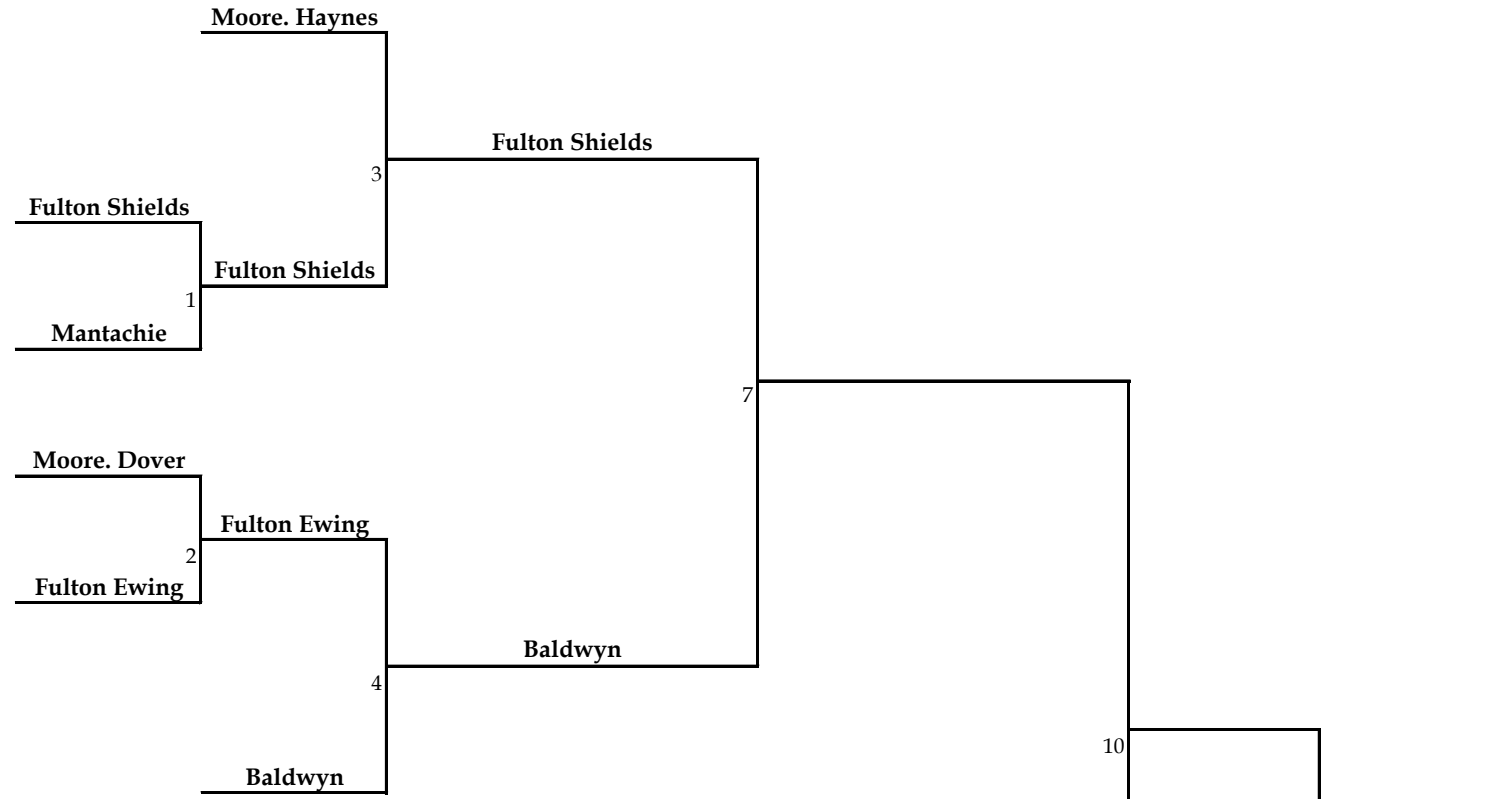 Moore. Haynes
Fulton Shields
3
Fulton Shields
Fulton Shields
1
Mantachie
7
Moore. Dover
Fulton Ewing
2
Fulton Ewing
Baldwyn
4
10
Baldwyn